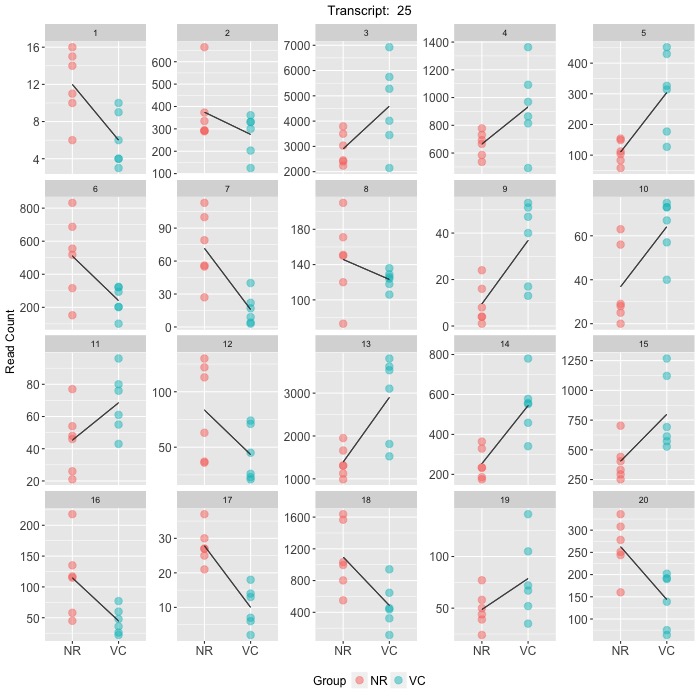 Transcript: 25
1 2 3 4 5
16 12 8 4
600 500 400 300 200 100
7000 6000 5000 4000 3000 2000
1400 1200 1000 800 600
400 300 200 100
6 7 8 9 10
800 600 400 200
90 60 30 0
180 140 100
40 20 0
60 40 20
Read Count
11 12 13 14 15
80 60 40 20
100 50
3000 2000 1000
800 600 400 200
1250 1000 750 500 250
16 17 18 19 20
200 150 100 50
30 20 10
1600 1200 800 400
100 50
300 250 200 150 100
NR VC NR VC NR VC NR VC NR VC
Group NR VC